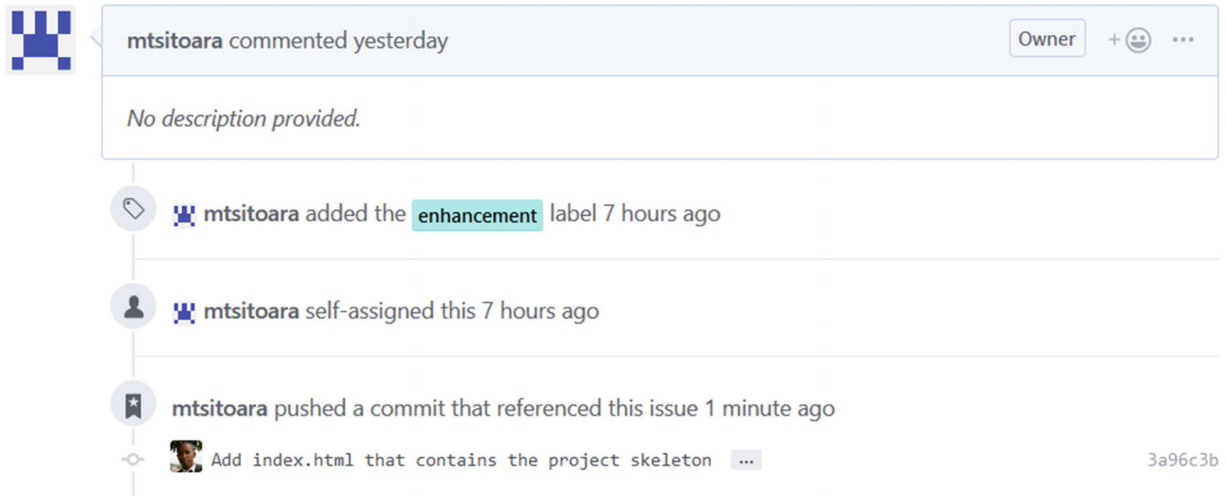 mtsitoara commented yesterday Owner
No description provided.
mtsitoara added the enhancement label 7 hours ago
mtsitoara self-assigned this 7 hours ago
mtsitoara pushed a commit that referenced this issue 1 minute ago
Add index.html that contains the project skeleton ... 3a96c3b